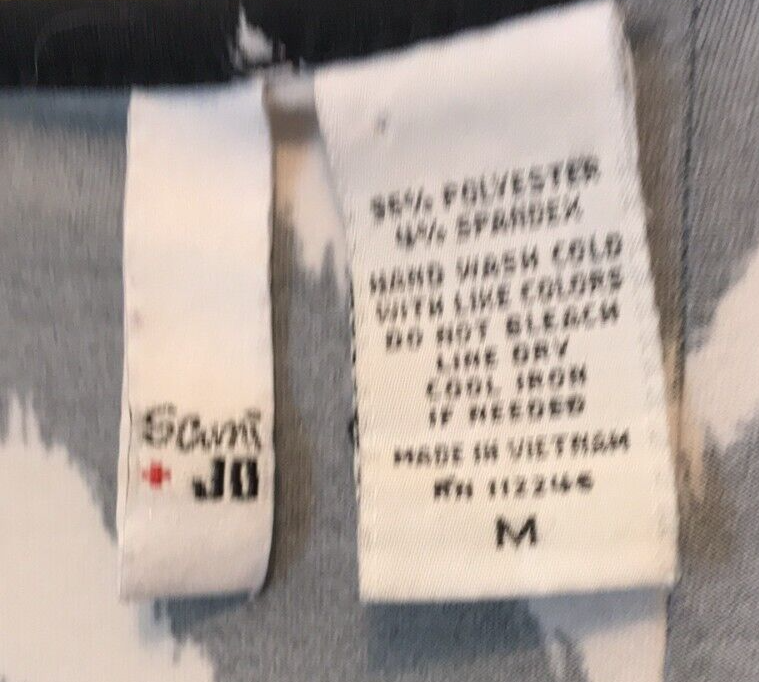 Sami
+ JO
96% POLYESTER
4% SPANDEX
HAND WASH COLD
WITH LIKE COLORS
DO NOT BLEACH
LINE DRY
COOL IRON
IF NEEDED
MADE IN VIETNAM
RN 112246
M